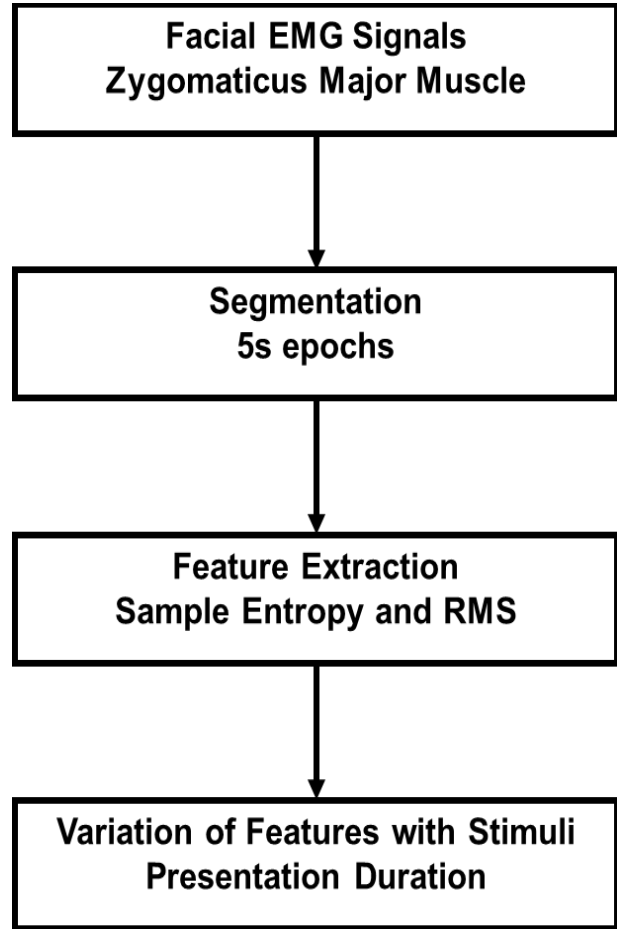 Facial EMG Signals
Zygomaticus Major Muscle
Segmentation
5s epochs
Feature Extraction
Sample Entropy and RMS
Variation of Features with Stimuli
Presentation Duration